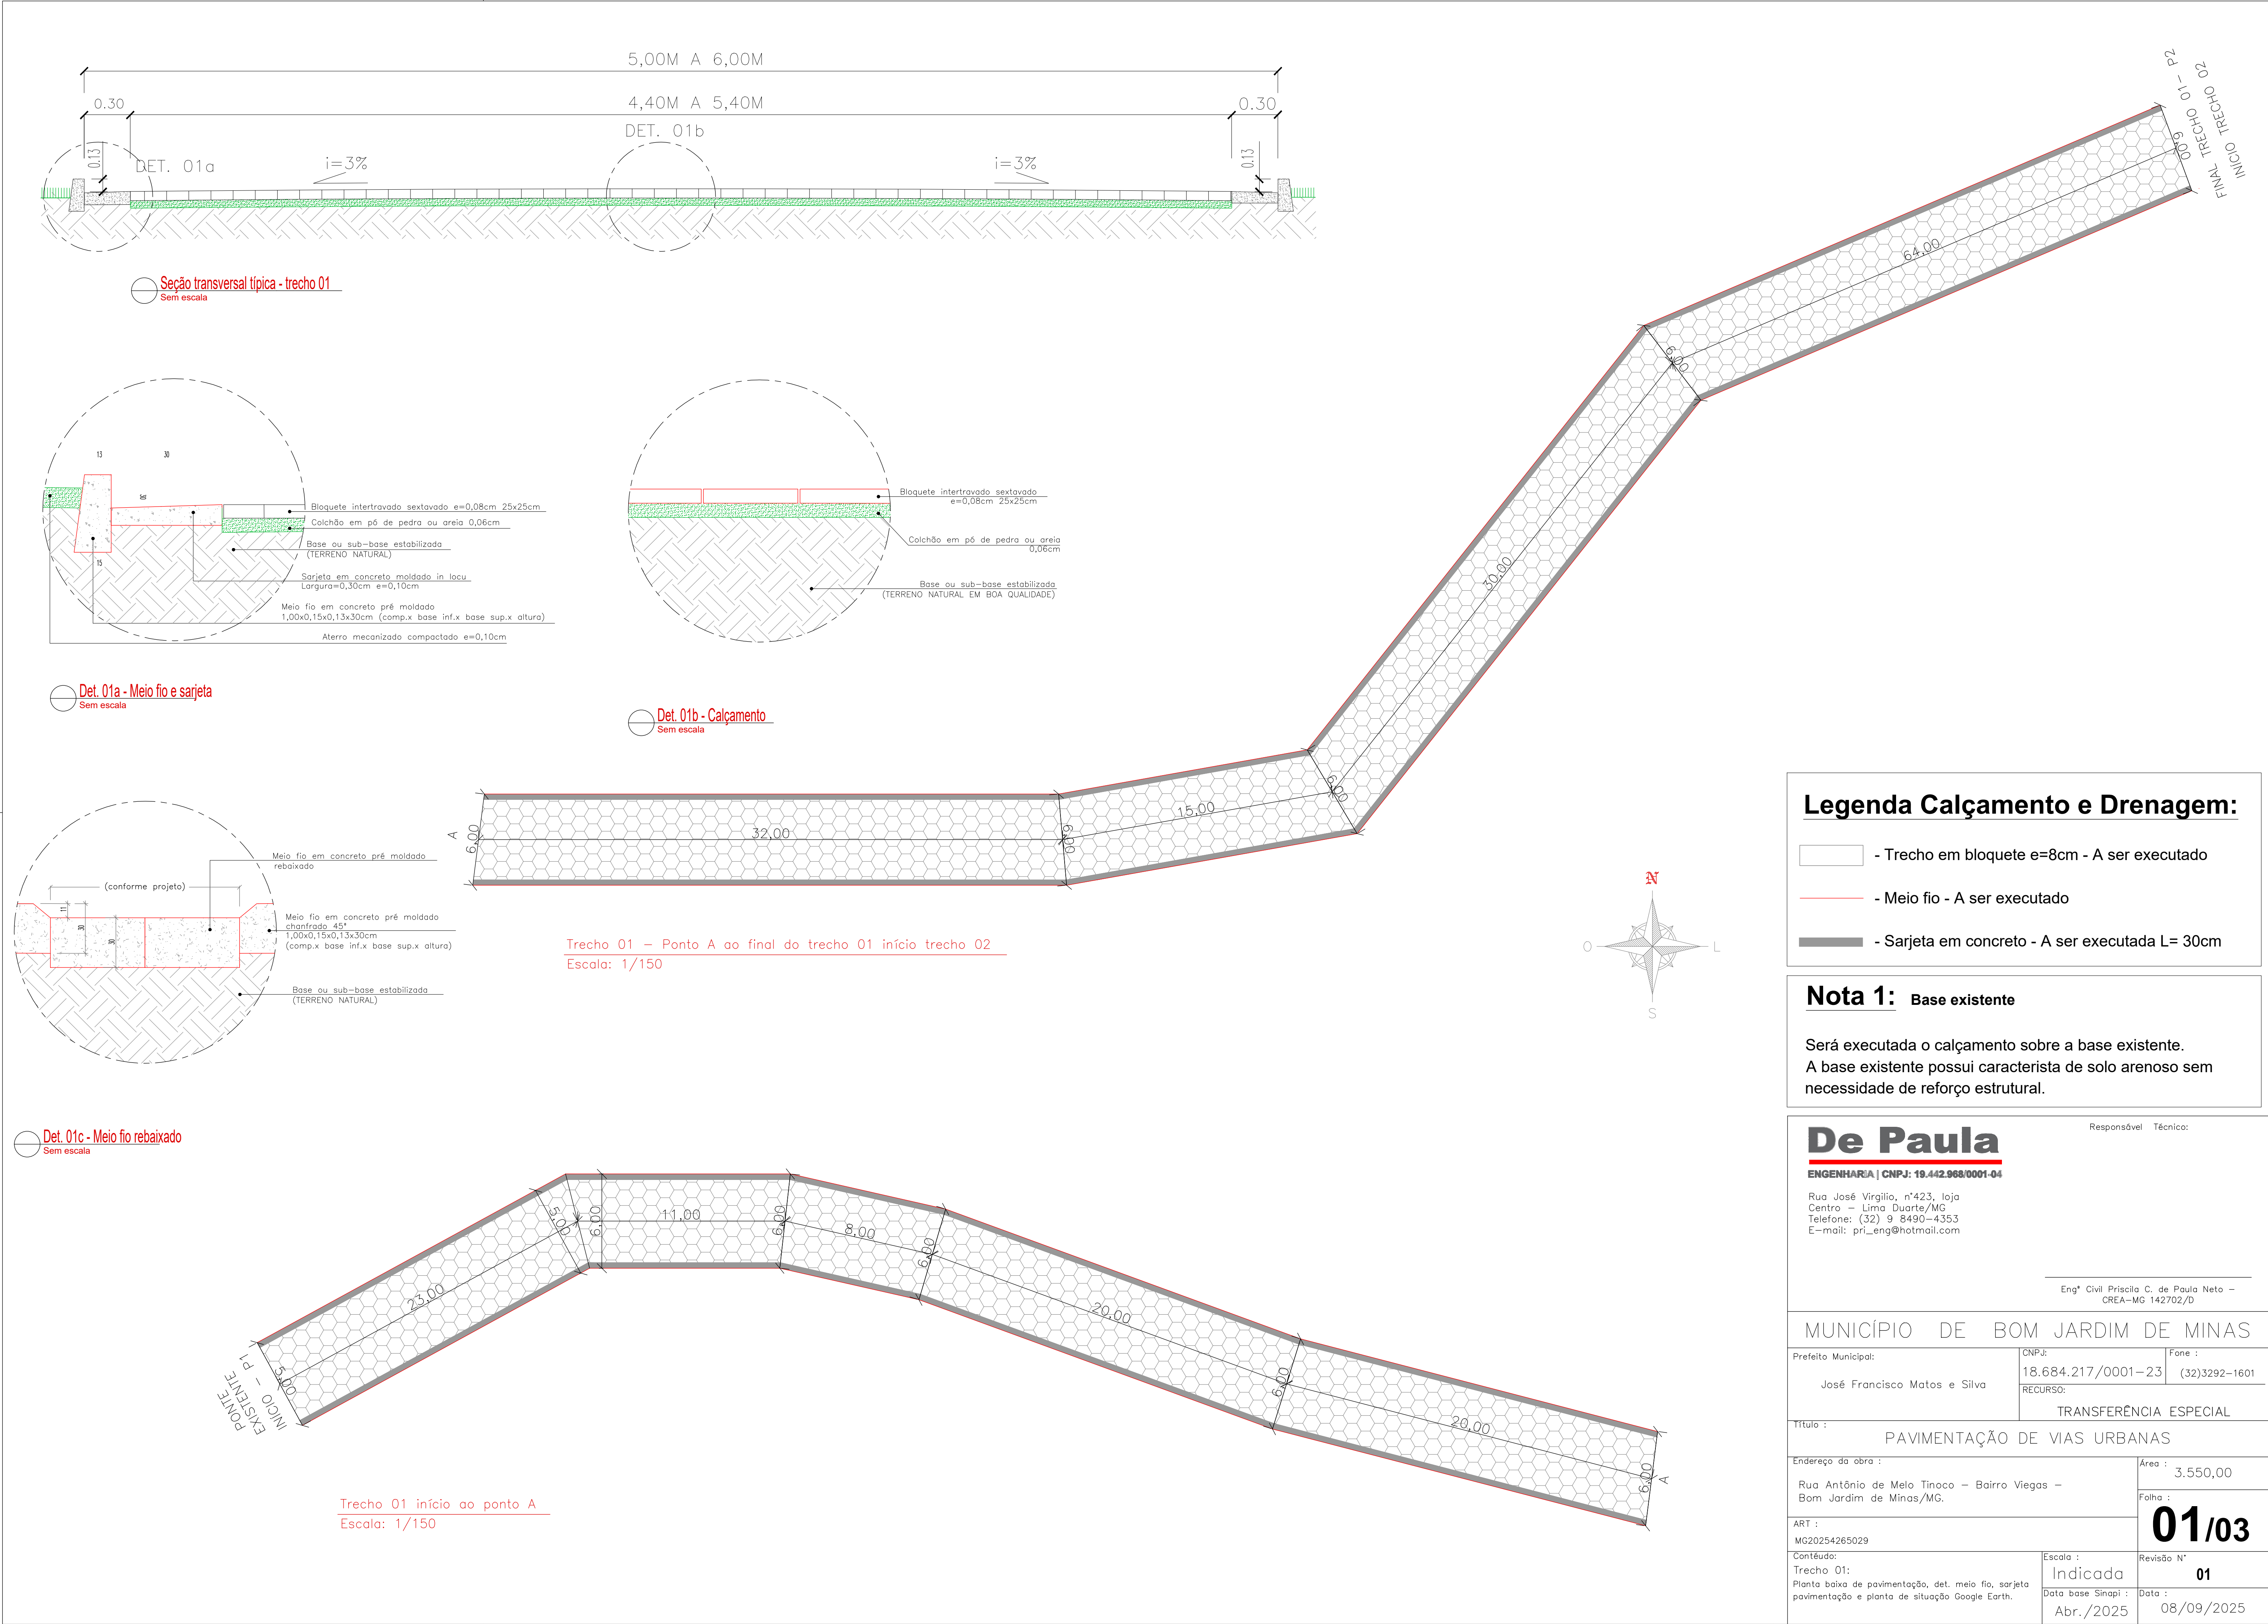 5,00M A 6,00M
0.30
4,40M A 5,40M
0.30
DET. 01b
0.13
DET. 01a
i=3%
i=3%
0.13
Seção transversal típica - trecho 01
Sem escala
13
30
10
15
Bloquete intertravado sextavado e=0,08cm 25x25cm
Colchão em pó de pedra ou areia 0,06cm
Base ou sub-base estabilizada
(TERRENO NATURAL)
Sarjeta em concreto moldado in locu
Largura=0,30cm e=0,10cm
Meio fio em concreto pré moldado
1,00x0,15x0,13x30cm (comp.x base inf.x base sup.x altura)
Aterro mecanizado compactado e=0,10cm
Det. 01a - Meio fio e sarjeta
Sem escala
Bloquete intertravado sextavado
e=0,08cm 25x25cm
Colchão em pó de pedra ou areia
0,06cm
Base ou sub-base estabilizada
(TERRENO NATURAL EM BOA QUALIDADE)
Det. 01b - Calçamento
Sem escala
Meio fio em concreto pré moldado
rebaixado
(conforme projeto)
11
30
30
Meio fio em concreto pré moldado
chanfrado 45°
1,00x0,15x0,13x30cm
(comp.x base inf.x base sup.x altura)
Base ou sub-base estabilizada
(TERRENO NATURAL)
Det. 01c - Meio fio rebaixado
Sem escala
A
6,00
32,00
6,00
15,00
6,00
30,00
6,00
64,00
6,00
FINAL TRECHO 01- P2
INÍCIO TRECHO 02
Trecho 01 - Ponto A ao final do trecho 01 início trecho 02
Escala: 1/150
N
O
L
S
PONTE
EXISTENTE
INÍCIO - P1
5,00
23,00
5,00
6,00
11,00
6,00
8,00
6,00
20,00
6,00
20,00
6,00
A
Trecho 01 início ao ponto A
Escala: 1/150
Legenda Calçamento e Drenagem:
- Trecho em bloquete e=8cm - A ser executado
- Meio fio - A ser executado
- Sarjeta em concreto - A ser executada L= 30cm
Nota 1: Base existente
Será executada o calçamento sobre a base existente.
A base existente possui caracterista de solo arenoso sem
necessidade de reforço estrutural.
De Paula
ENGENHARIA | CNPJ: 19.442.968/0001-04
Responsável Técnico:
Rua José Virgílio, n°423, loja
Centro - Lima Duarte/MG
Telefone: (32) 9 8490-4353
E-mail: pri_eng@hotmail.com
Engª Civil Priscila C. de Paula Neto -
CREA-MG 142702/D
MUNICÍPIO DE BOM JARDIM DE MINAS
Prefeito Municipal:
José Francisco Matos e Silva
CNPJ:
18.684.217/0001-23
Fone :
(32)3292-1601
RECURSO:
TRANSFERÊNCIA ESPECIAL
Título :
PAVIMENTAÇÃO DE VIAS URBANAS
Endereço da obra :
Rua Antônio de Melo Tinoco - Bairro Viegas -
Bom Jardim de Minas/MG.
Área :
3.550,00
Folha :
01/03
ART :
MG20254265029
Contéudo:
Trecho 01:
Planta baixa de pavimentação, det. meio fio, sarjeta
pavimentação e planta de situação Google Earth.
Escala :
Indicada
Revisão N°
01
Data base Sinapi :
Abr./2025
Data :
08/09/2025